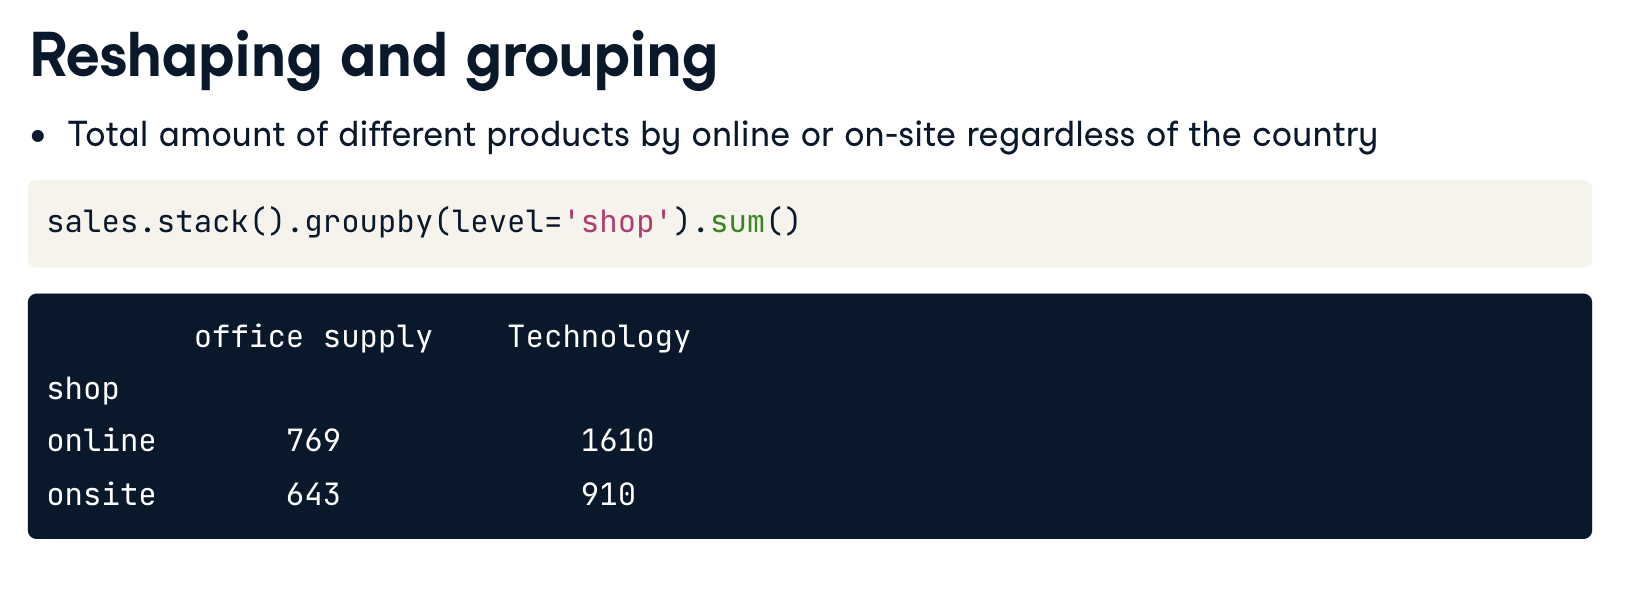 Reshaping and grouping
• Total amount of different products by online or on-site regardless of the country
sales.stack().groupby(level='shop').sum()
office supply Technology
shop
online 769 1610
onsite 643 910